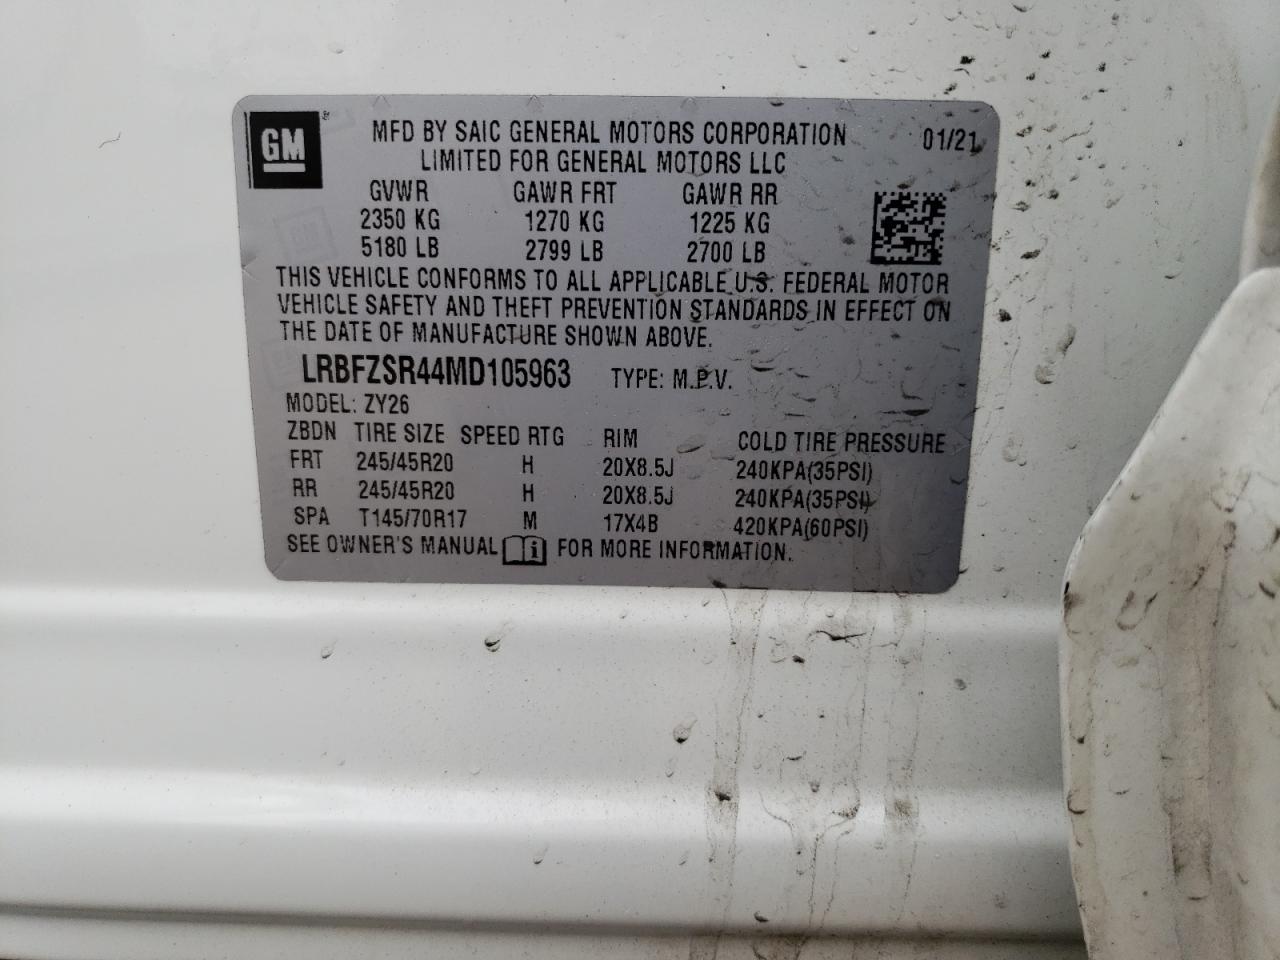 GM
MFD BY SAIC GENERAL MOTORS CORPORATION 01/21
LIMITED FOR GENERAL MOTORS LLC
GVWR GAWR FRT GAWR RR
2350 KG 1270 KG 1225 KG
5180 LB 2799 LB 2700 LB
THIS VEHICLE CONFORMS TO ALL APPLICABLE U.S. FEDERAL MOTOR
VEHICLE SAFETY AND THEFT PREVENTION STANDARDS IN EFFECT ON
THE DATE OF MANUFACTURE SHOWN ABOVE.
LRBFZSR44MD105963 TYPE: M.P.V.
MODEL: ZY26
ZBDN TIRE SIZE SPEED RTG RIM COLD TIRE PRESSURE
FRT 245/45R20 H 20X8.5J 240KPA(35PSI)
RR 245/45R20 H 20X8.5J 240KPA(35PSI)
SPA T145/70R17 M 17X4B 420KPA(60PSI)
SEE OWNER'S MANUAL FOR MORE INFORMATION.